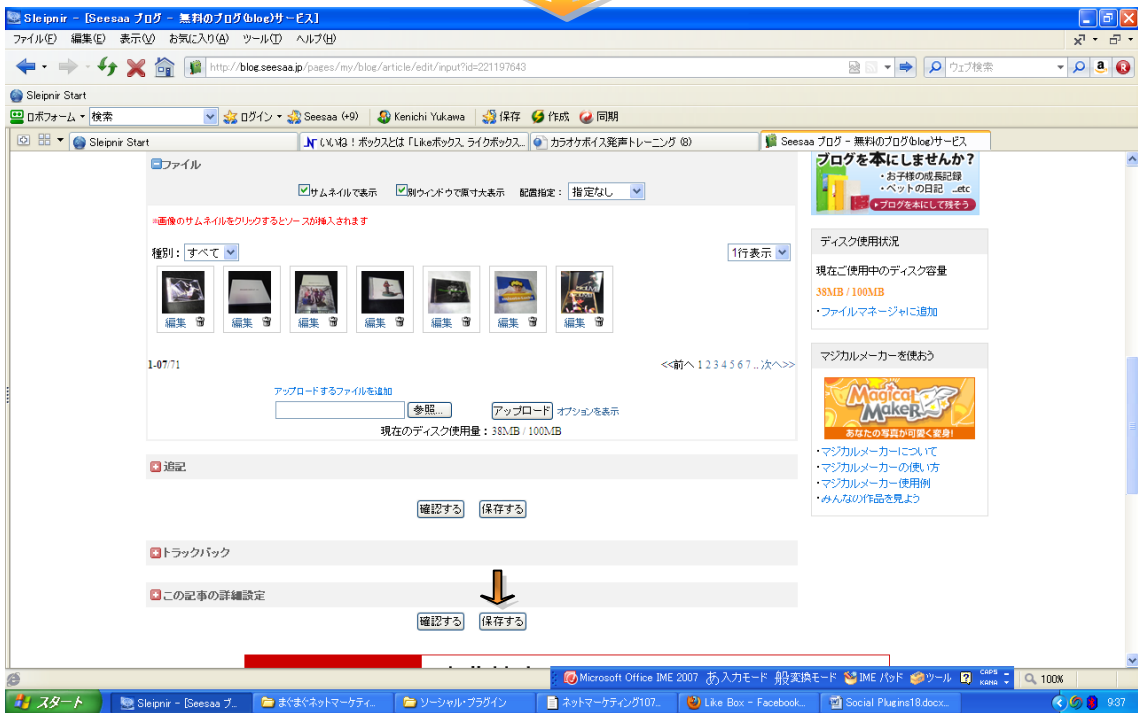 Sleipnir - [Seesaa ブログ - 無料のブログ(blog)サービス]
ファイル(F) 編集(E) 表示(V) お気に入り(A) ツール(T) ヘルプ(H)
http://blog.seesaa.jp/pages/my/blog/article/edit/input?id=221197643
ウェブ検索
Sleipnir Start
ロボフォーム 検索 ログイン Seesaa (+9) Kenichi Yukawa 保存 作成 同期
Sleipnir Start
いいね！ボックスとは「Likeボックス, ライクボックス...
カラオケボイス発声トレーニング (8)
Seesaa ブログ - 無料のブログ(blog)サービス
ファイル
サムネイルで表示 別ウィンドウで原寸大表示 配置指定： 指定なし
※画像のサムネイルをクリックするとソースが挿入されます
種別： すべて
1行表示
編集 編集 編集 編集 編集 編集 編集
1-07/71
<<前へ 1 2 3 4 5 6 7 .. 次へ>>
アップロードするファイルを追加
参照... アップロード オプションを表示
現在のディスク使用量：38MB / 100MB
追記
確認する 保存する
トラックバック
この記事の詳細設定
確認する 保存する
ブログを本にしませんか？
・お子様の成長記録
・ペットの日記 ...etc
ブログを本にして残そう
ディスク使用状況
現在ご使用中のディスク容量
38MB / 100MB
・ファイルマネージャに追加
マジカルメーカーを使おう
Magical Maker
あなたの写真が可愛く変身!
・マジカルメーカーについて
・マジカルメーカーの使い方
・マジカルメーカー使用例
・みんなの作品を見よう
Microsoft Office IME 2007 あ 入力モード 般 変換モード IME パッド ツール CAPS KANA
100%
スタート
Sleipnir - [Seesaa ブ...
まぐまぐネットマーケティ...
ソーシャル・プラグイン
ネットマーケティング107...
Like Box - Facebook...
Social Plugins18.docx...
9:37